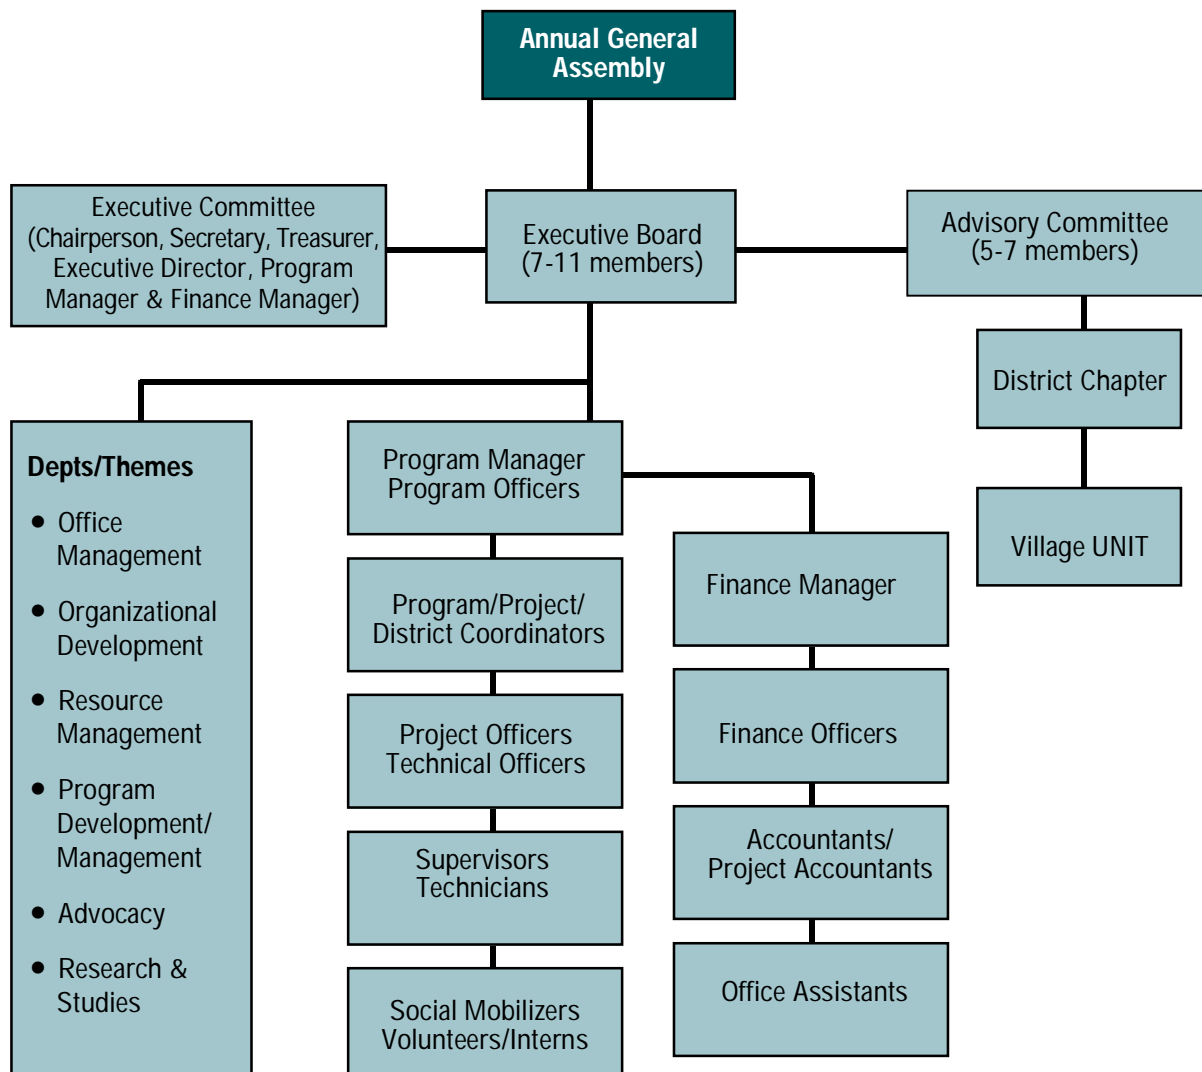 Annual General
Assembly
Executive Committee
(Chairperson, Secretary, Treasurer,
Executive Director, Program
Manager & Finance Manager)
Executive Board
(7-11 members)
Advisory Committee
(5-7 members)
District Chapter
Village UNIT
Depts/Themes
• Office
Management
• Organizational
Development
• Resource
Management
• Program
Development/
Management
• Advocacy
• Research &
Studies
Program Manager
Program Officers
Program/Project/
District Coordinators
Project Officers
Technical Officers
Supervisors
Technicians
Social Mobilizers
Volunteers/Interns
Finance Manager
Finance Officers
Accountants/
Project Accountants
Office Assistants